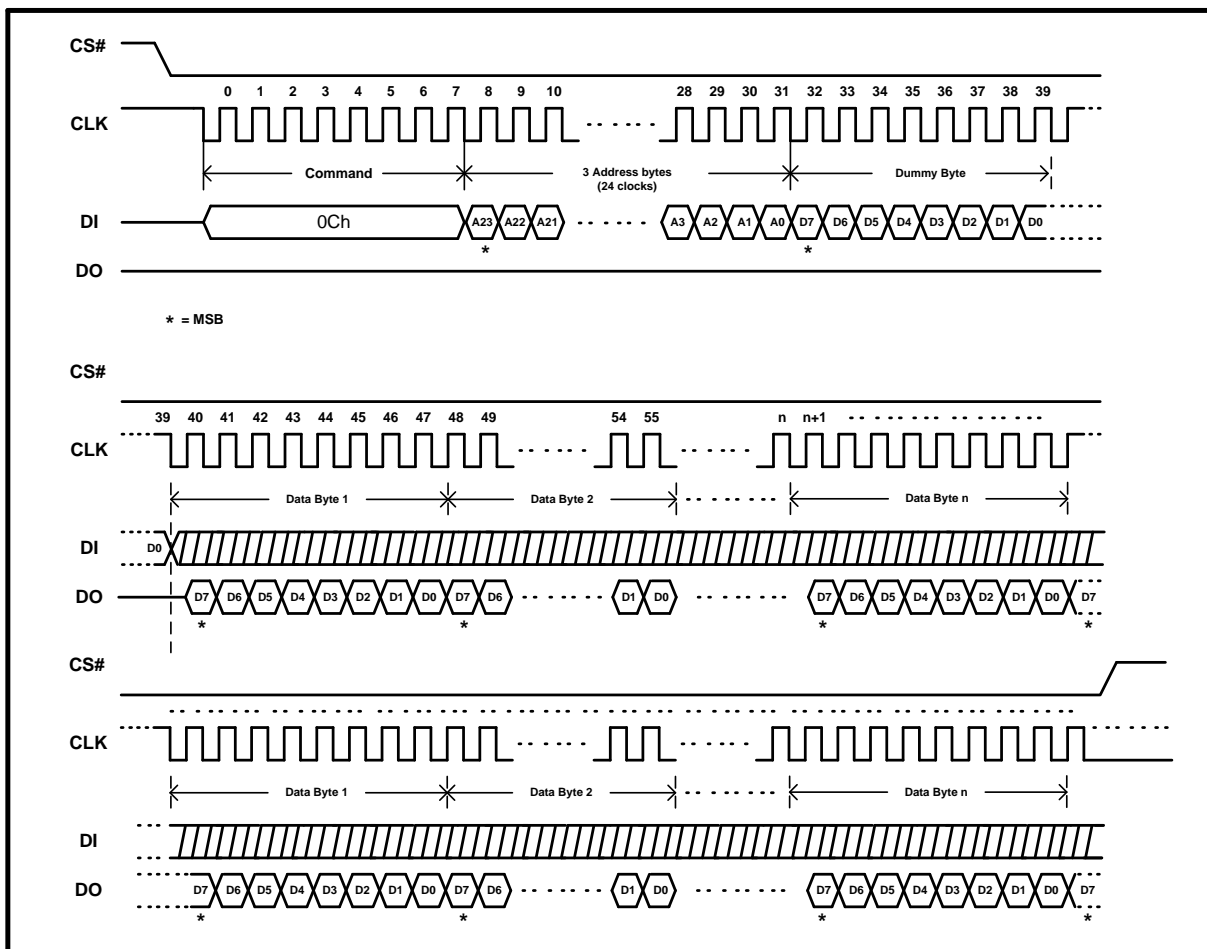 CS#
0 1 2 3 4 5 6 7 8 9 10 28 29 30 31 32 33 34 35 36 37 38 39
CLK
Command 3 Address bytes Dummy Byte
(24 clocks)
DI 0Ch A23 A22 A21 A3 A2 A1 A0 D7 D6 D5 D4 D3 D2 D1 D0
* *
DO
* = MSB
CS#
39 40 41 42 43 44 45 46 47 48 49 54 55 n n+1
CLK
Data Byte 1 Data Byte 2 Data Byte n
DI D0
DO D7 D6 D5 D4 D3 D2 D1 D0 D7 D6 D1 D0 D7 D6 D5 D4 D3 D2 D1 D0 D7
* * * *
CS#
CLK
Data Byte 1 Data Byte 2 Data Byte n
DI
DO D7 D6 D5 D4 D3 D2 D1 D0 D7 D6 D1 D0 D7 D6 D5 D4 D3 D2 D1 D0 D7
* * * *